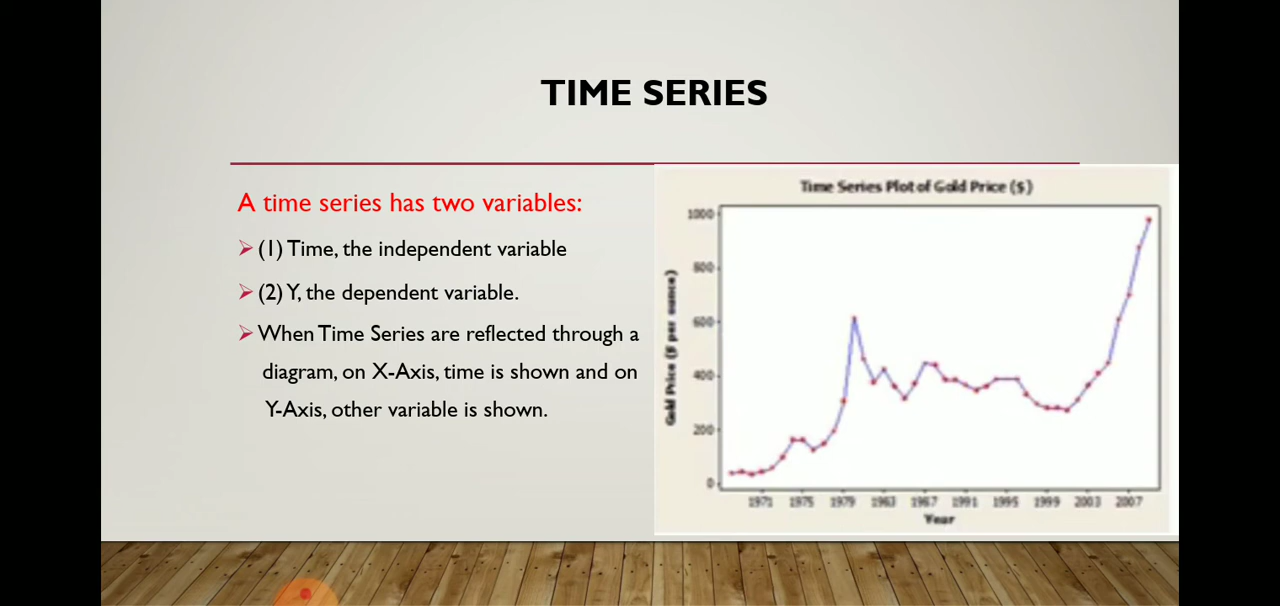 TIME SERIES
A time series has two variables:
(1) Time, the independent variable
(2) Y, the dependent variable.
When Time Series are reflected through a
diagram, on X-Axis, time is shown and on
Y-Axis, other variable is shown.
Time Series Plot of Gold Price ($)
Gold Price ($ per ounce)
1000
800
600
400
200
0
1971 1975 1979 1983 1987 1991 1995 1999 2003 2007
Year